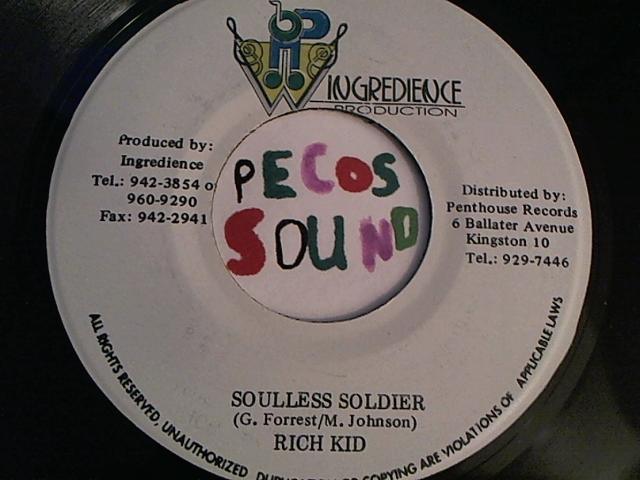 INGREDIENCE
PRODUCTION
Produced by:
Ingredience
Tel.: 942-3854 o
960-9290
Fax: 942-2941
PECOS
SOUND
Distributed by:
Penthouse Records
6 Ballater Avenue
Kingston 10
Tel.: 929-7446
SOULLESS SOLDIER
(G. Forrest/M. Johnson)
RICH KID
ALL RIGHTS RESERVED, UNAUTHORIZED DUPLICATION OR COPYING ARE VIOLATIONS OF APPLICABLE LAWS